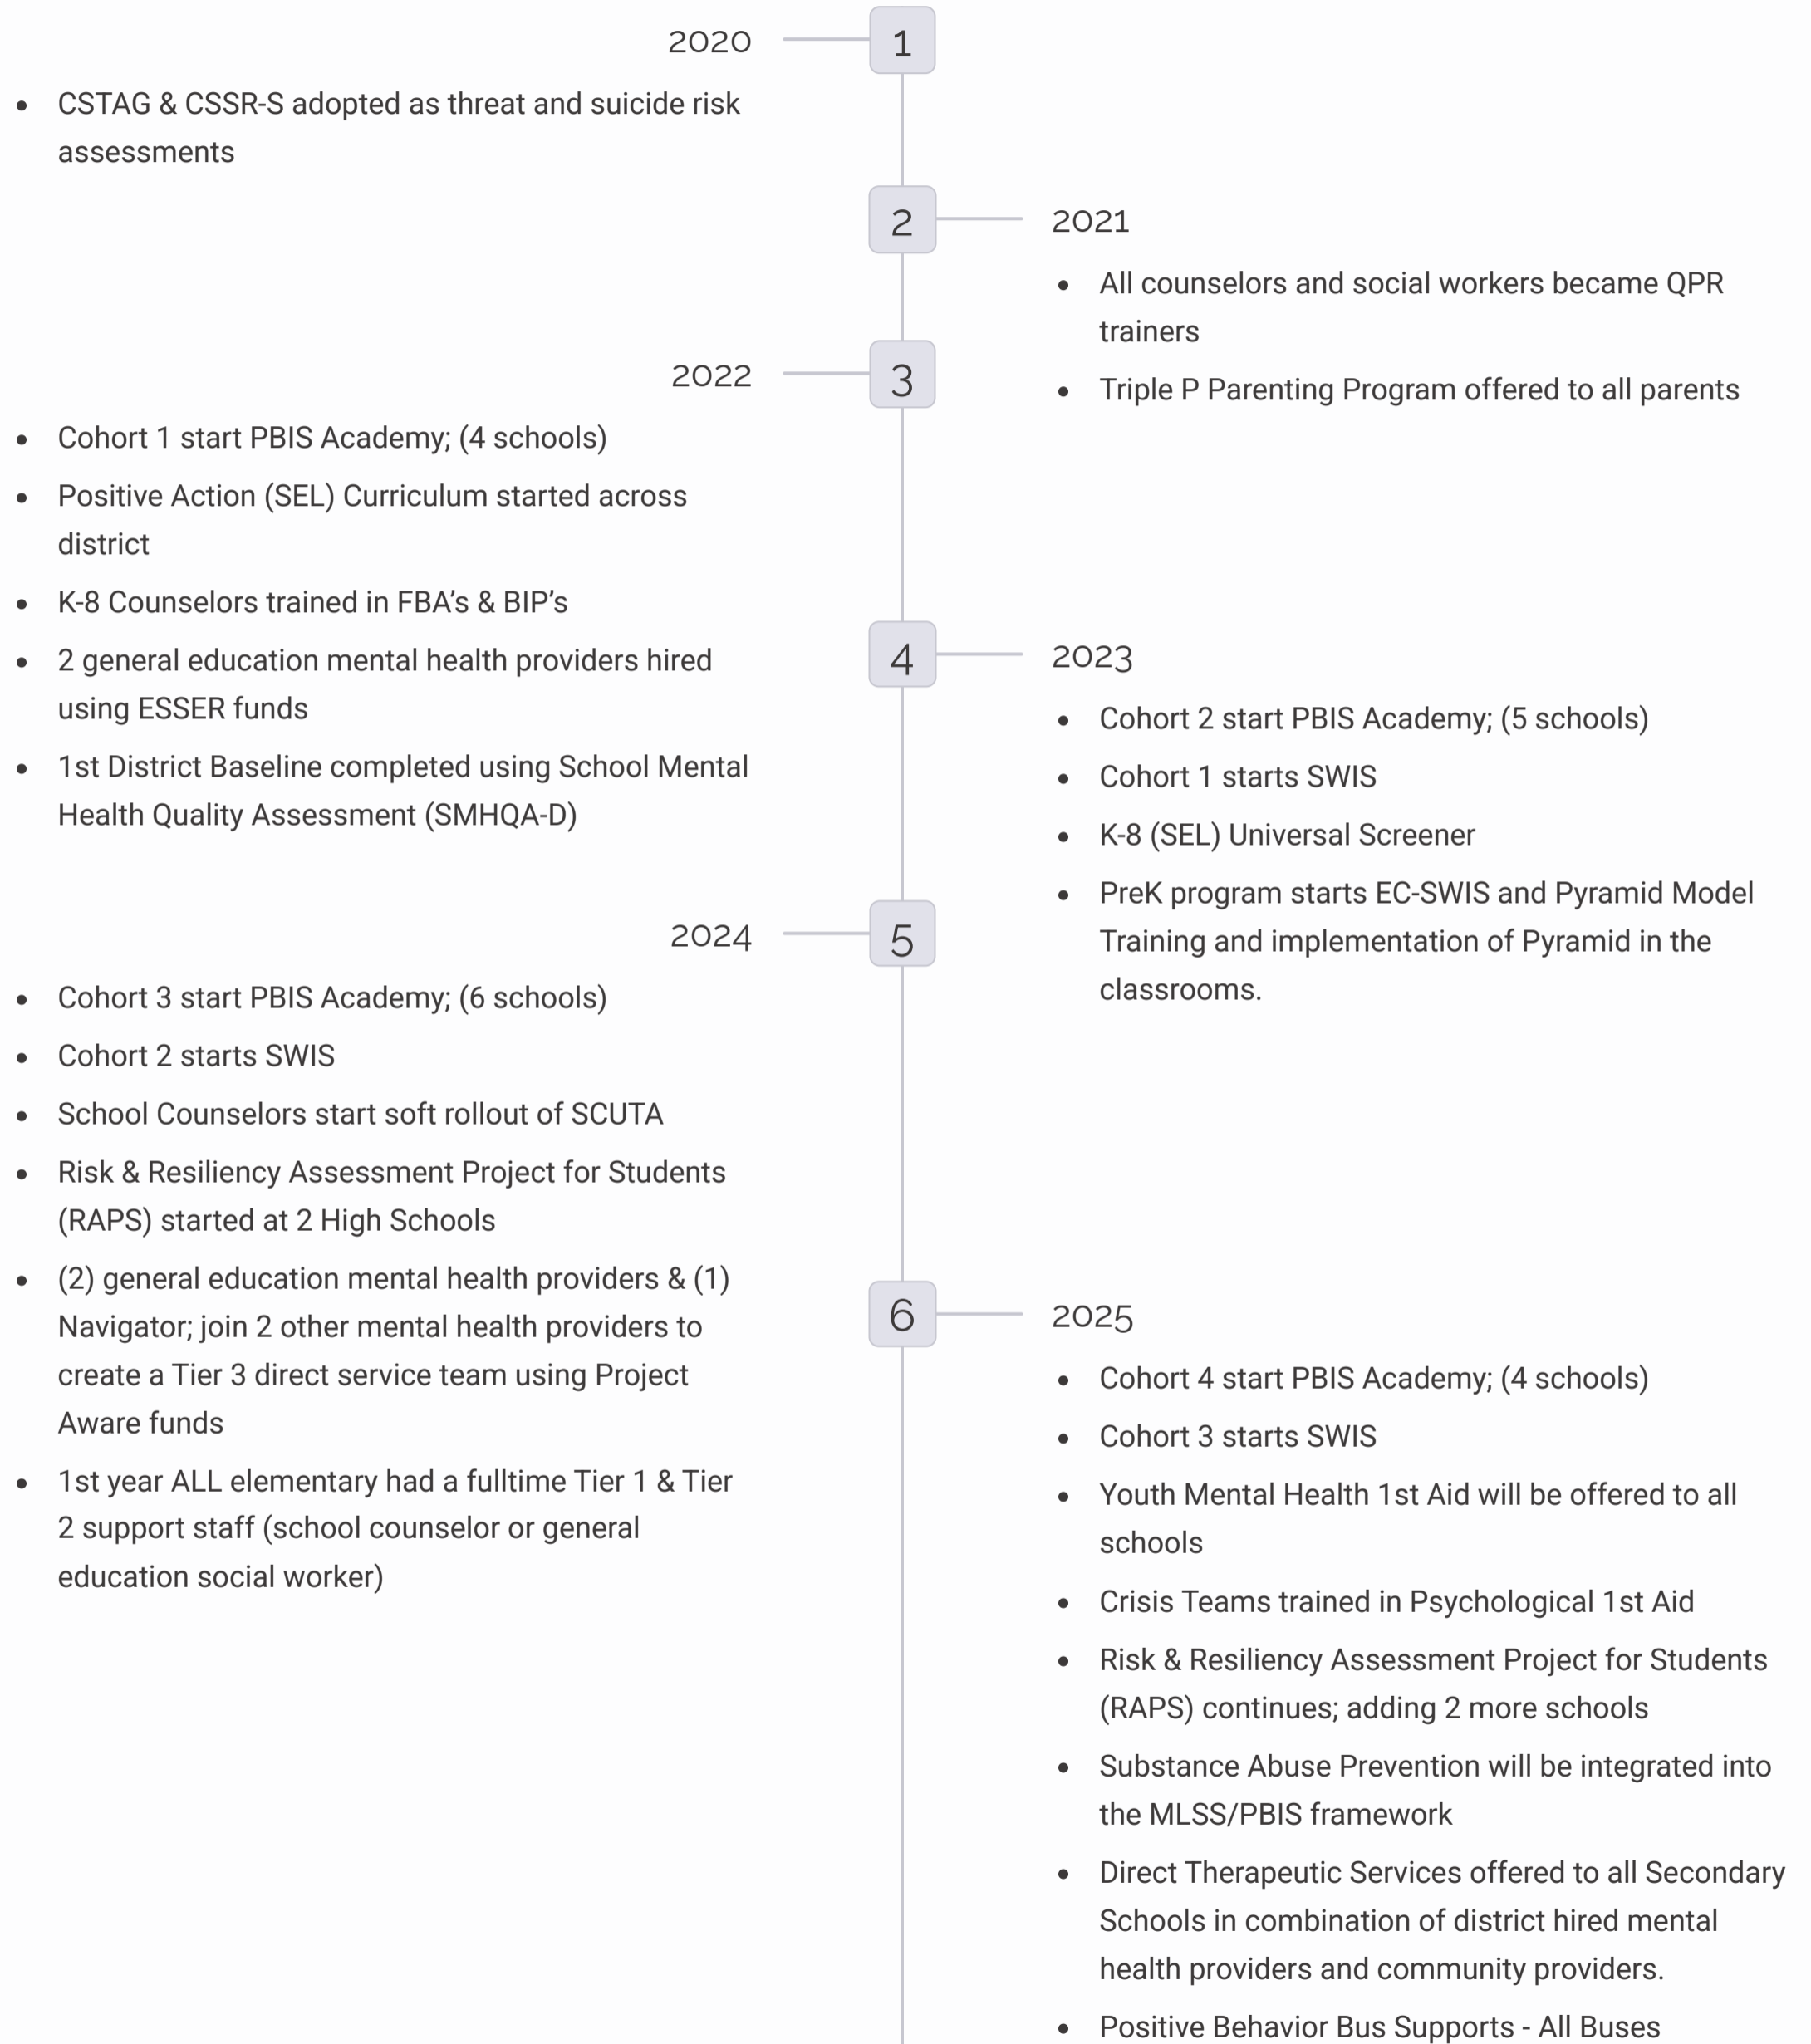 1
2020
CSTAG & CSSR-S adopted as threat and suicide risk
assessments
2
2021
All counselors and social workers became QPR
trainers
Triple P Parenting Program offered to all parents
3
2022
Cohort 1 start PBIS Academy; (4 schools)
Positive Action (SEL) Curriculum started across
district
K-8 Counselors trained in FBA’s & BIP’s
2 general education mental health providers hired
using ESSER funds
1st District Baseline completed using School Mental
Health Quality Assessment (SMHQA-D)
4
2023
Cohort 2 start PBIS Academy; (5 schools)
Cohort 1 starts SWIS
K-8 (SEL) Universal Screener
PreK program starts EC-SWIS and Pyramid Model
Training and implementation of Pyramid in the
classrooms.
5
2024
Cohort 3 start PBIS Academy; (6 schools)
Cohort 2 starts SWIS
School Counselors start soft rollout of SCUTA
Risk & Resiliency Assessment Project for Students
(RAPS) started at 2 High Schools
(2) general education mental health providers & (1)
Navigator; join 2 other mental health providers to
create a Tier 3 direct service team using Project
Aware funds
1st year ALL elementary had a fulltime Tier 1 & Tier
2 support staff (school counselor or general
education social worker)
6
2025
Cohort 4 start PBIS Academy; (4 schools)
Cohort 3 starts SWIS
Youth Mental Health 1st Aid will be offered to all
schools
Crisis Teams trained in Psychological 1st Aid
Risk & Resiliency Assessment Project for Students
(RAPS) continues; adding 2 more schools
Substance Abuse Prevention will be integrated into
the MLSS/PBIS framework
Direct Therapeutic Services offered to all Secondary
Schools in combination of district hired mental
health providers and community providers.
Positive Behavior Bus Supports - All Buses